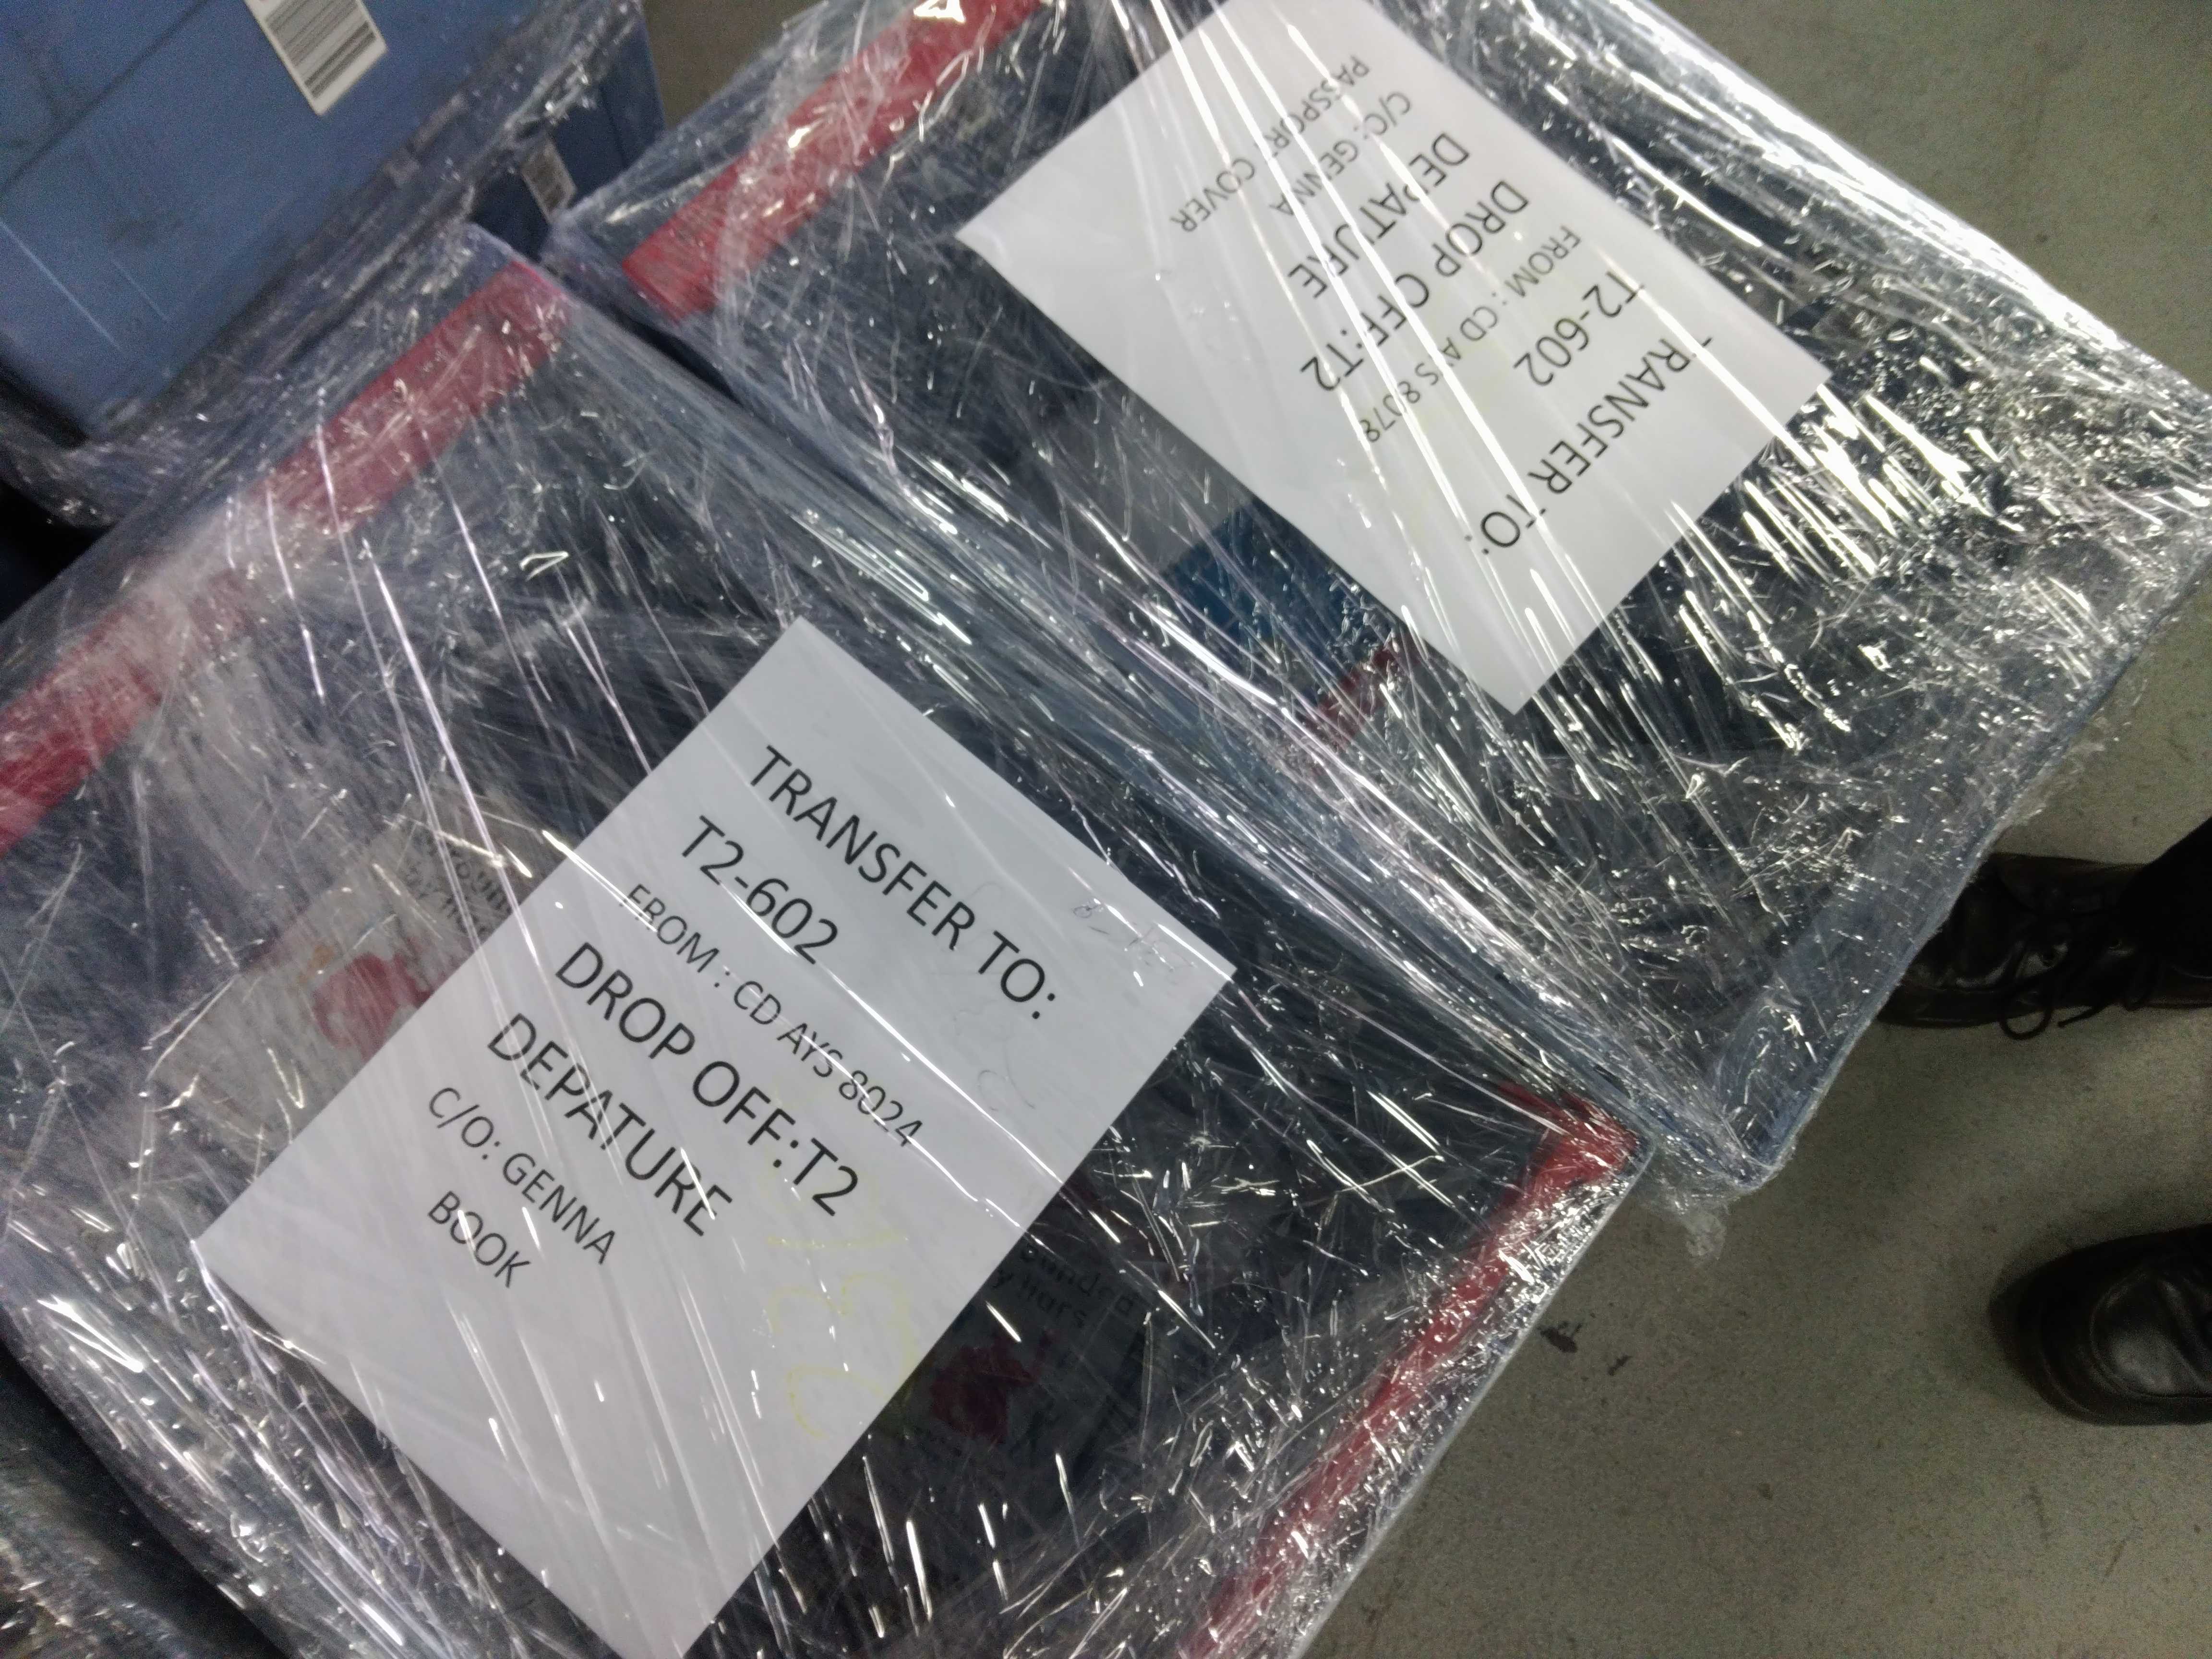 TRANSFER TO:
T2-602
FROM : CD AYS 8078
DROP OFF:T2
DEPATURE
C/O: GENNA
PASSPORT COVER
TRANSFER TO:
T2-602
FROM : CD AYS 8024
DROP OFF:T2
DEPATURE
C/O: GENNA
BOOK